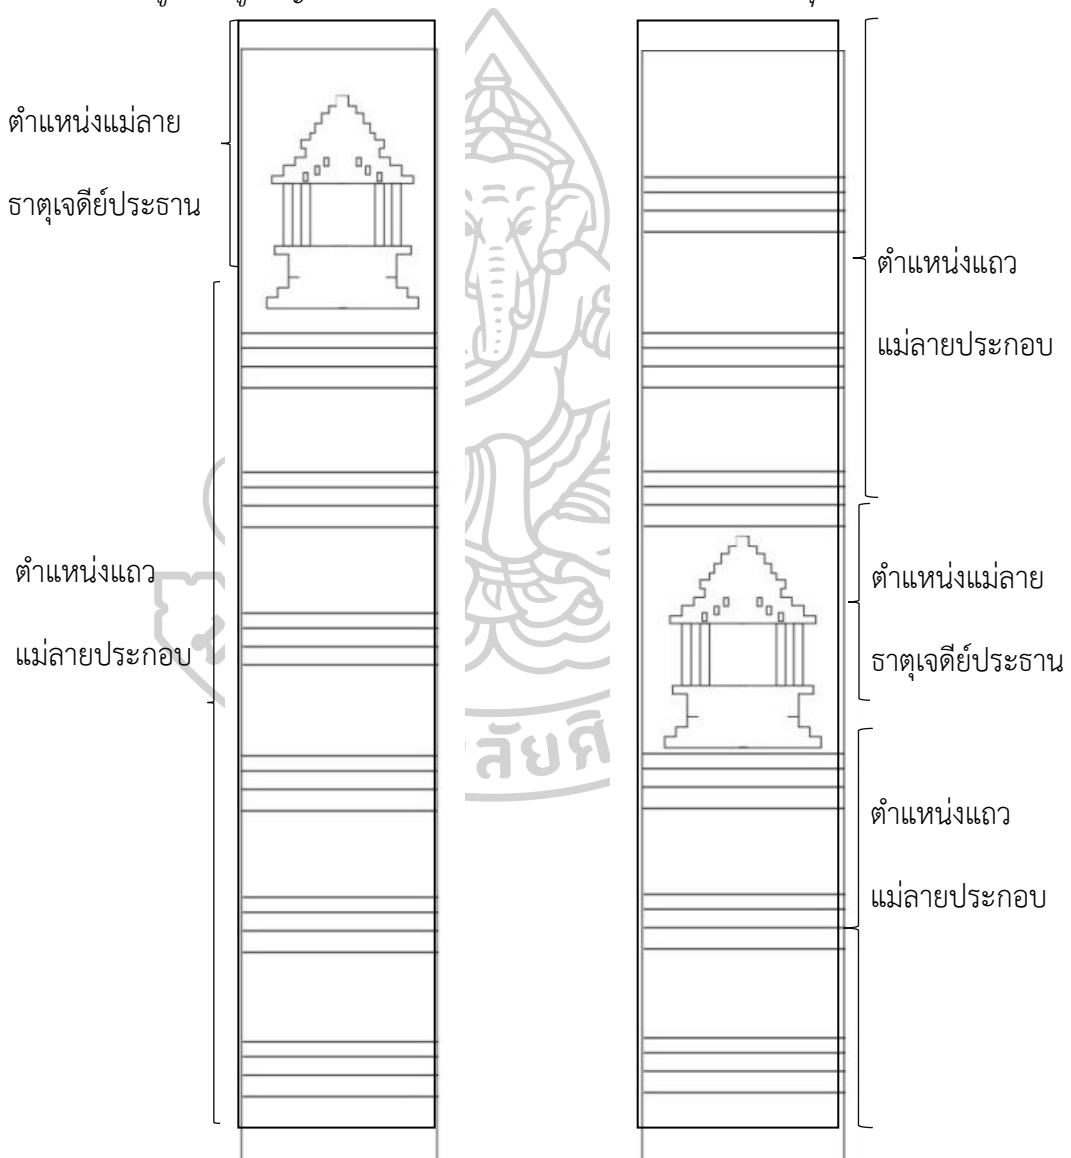 ตำแหน่งแม่ลาย
ธาตุเจดีย์ประธาน
ตำแหน่งแถว
แม่ลายประกอบ
ตำแหน่งแถว
แม่ลายประกอบ
ตำแหน่งแม่ลาย
ธาตุเจดีย์ประธาน
ตำแหน่งแถว
แม่ลายประกอบ
ลัยศิ